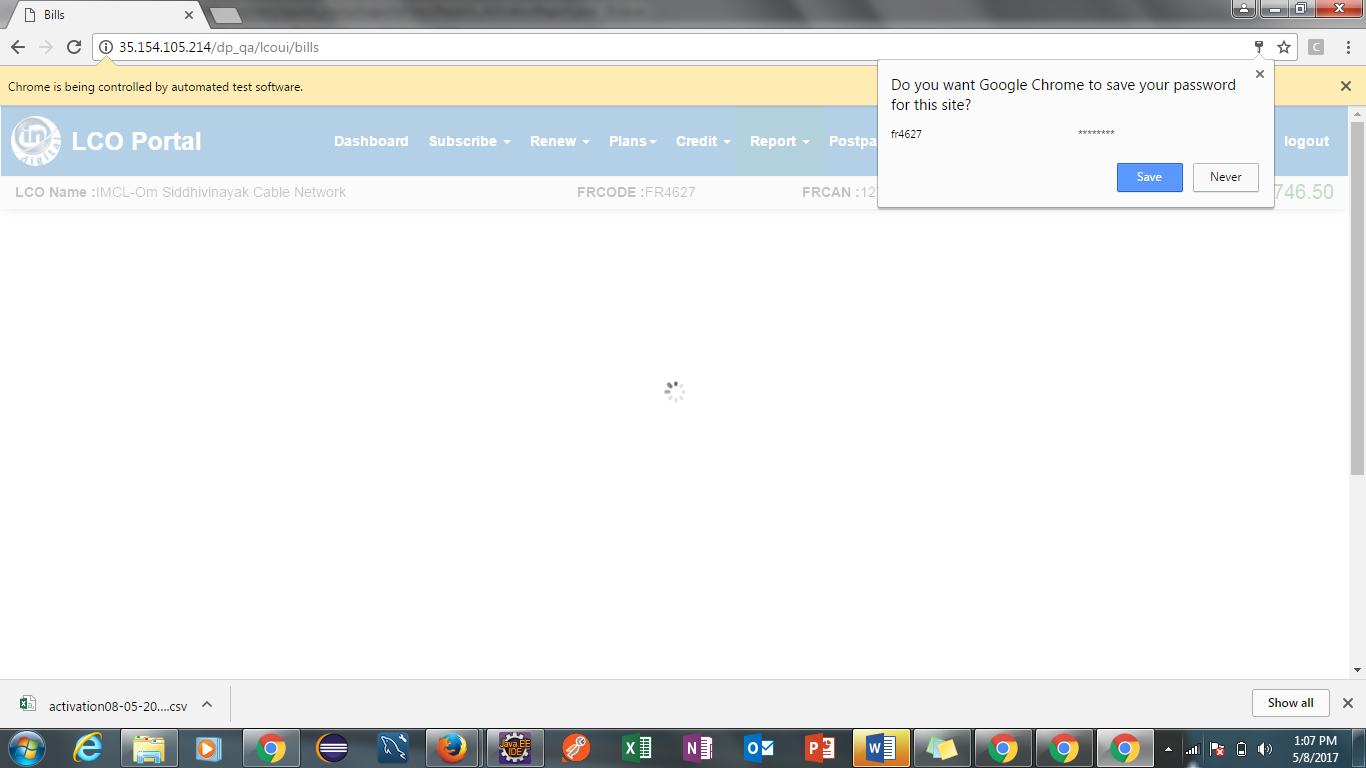 Bills
35.154.105.214/dp_qa/lcoui/bills
C
Chrome is being controlled by automated test software.
Do you want Google Chrome to save your password
for this site?
fr4627 ********
Save Never
in
digital
LCO Portal
Dashboard Subscribe Renew Plans Credit Report Postpa logout
LCO Name :IMCL-Om Siddhivinayak Cable Network FRCODE :FR4627 FRCAN :12 746.50
activation08-05-20....csv
Show all
Java EE
IDE
1:07 PM
5/8/2017